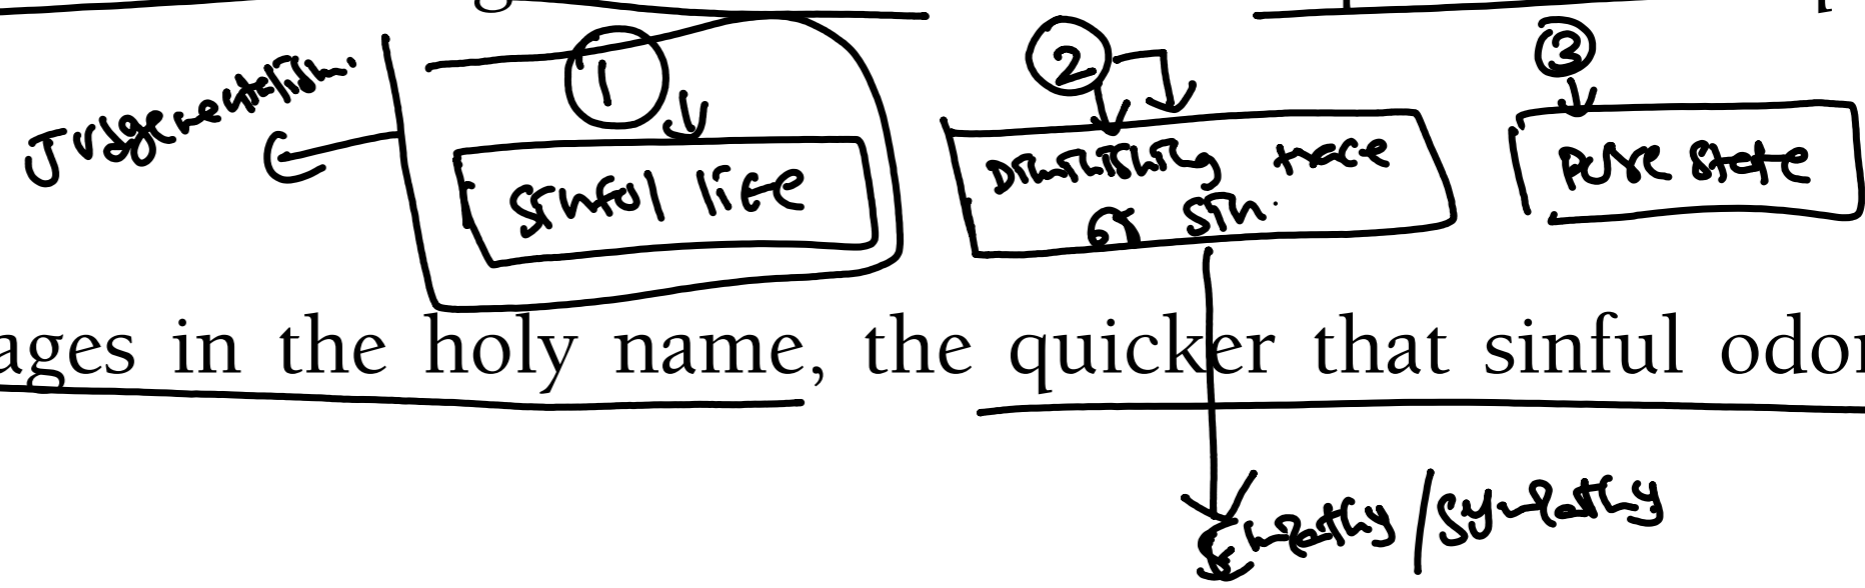 ① ② ③
Judgementalism.
Sinful life
Diminishing trace
of sin.
Pure state
ages in the holy name, the quicker that sinful odor
Empathy/Sympathy